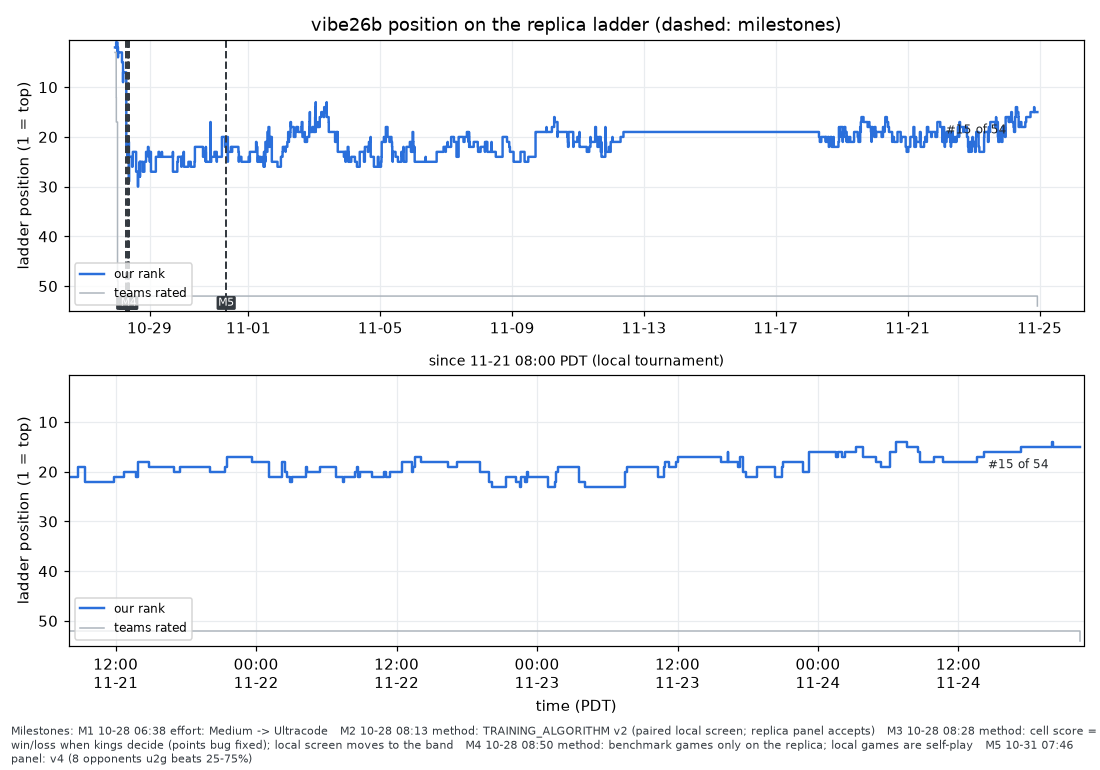 vibe26b position on the replica ladder (dashed: milestones)
ladder position (1 = top)
10
20
30
40
50
#15 of 54
our rank
teams rated
M5
10-29
11-01
11-05
11-09
11-13
11-17
11-21
11-25
since 11-21 08:00 PDT (local tournament)
ladder position (1 = top)
10
20
30
40
50
#15 of 54
our rank
teams rated
12:00
11-21
00:00
11-22
12:00
11-22
00:00
11-23
12:00
11-23
00:00
11-24
12:00
11-24
time (PDT)
Milestones: M1 10-28 06:38 effort: Medium -> Ultracode M2 10-28 08:13 method: TRAINING_ALGORITHM v2 (paired local screen; replica panel accepts) M3 10-28 08:28 method: cell score =
win/loss when kings decide (points bug fixed); local screen moves to the band M4 10-28 08:50 method: benchmark games only on the replica; local games are self-play M5 10-31 07:46
panel: v4 (8 opponents u2g beats 25-75%)